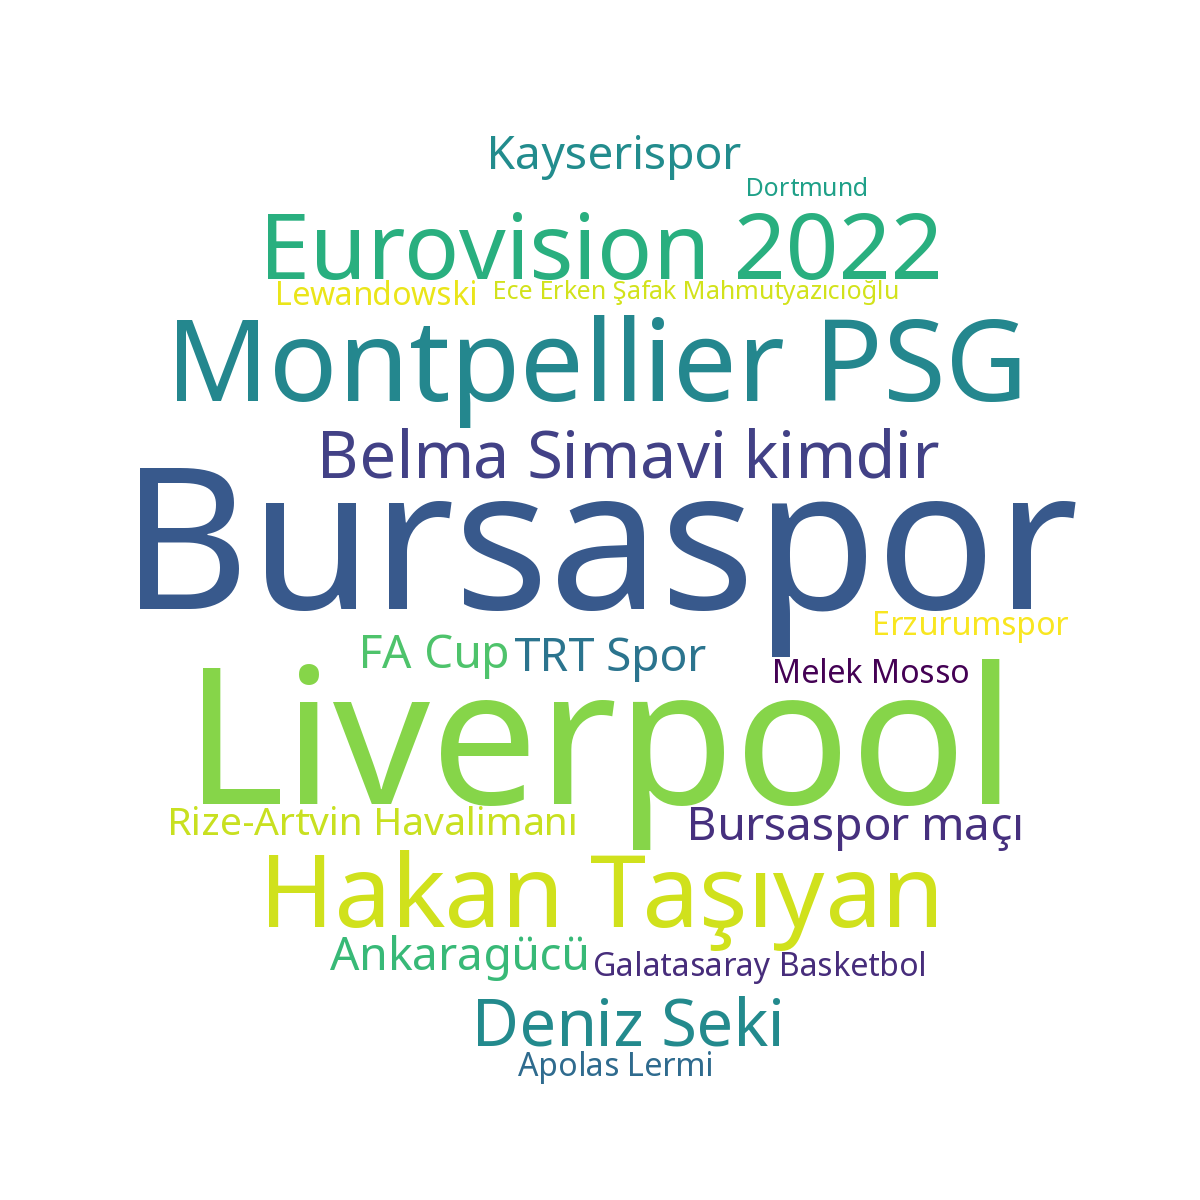 Kayserispor
Dortmund
Eurovision 2022
Lewandowski
Ece Erken Şafak Mahmutyazıcıoğlu
Montpellier PSG
Belma Simavi kimdir
Bursaspor
Erzurumspor
FA Cup
TRT Spor
Melek Mosso
Liverpool
Rize-Artvin Havalimanı
Bursaspor maçı
Hakan Taşıyan
Ankaragücü
Galatasaray Basketbol
Deniz Seki
Apolas Lermi